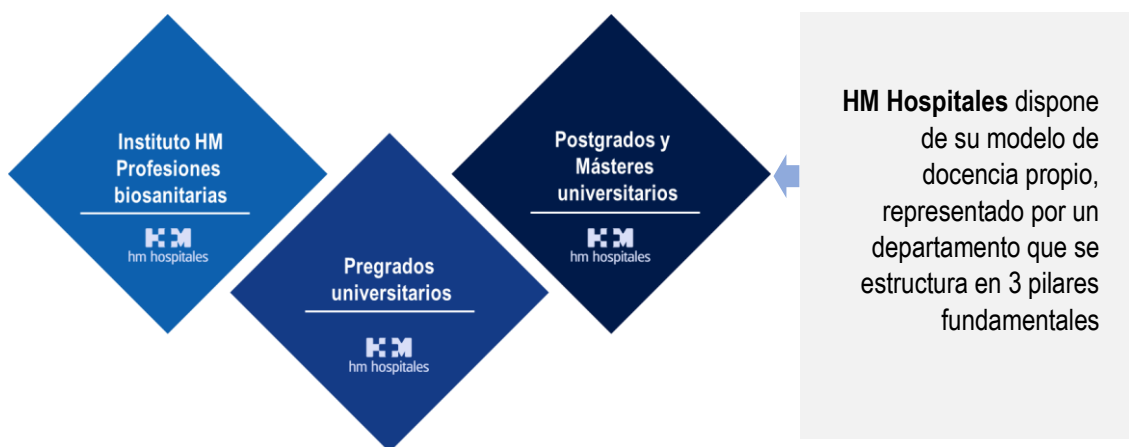 Instituto HM
Profesiones
biosanitarias
hm hospitales
Pregrados
universitarios
hm hospitales
Postgrados y
Másteres
universitarios
hm hospitales
HM Hospitales dispone
de su modelo de
docencia propio,
representado por un
departamento que se
estructura en 3 pilares
fundamentales